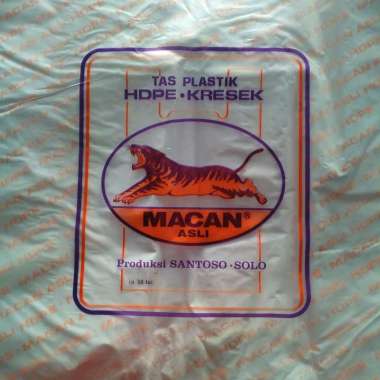 TAS PLASTIK
HDPE • KRESEK
MACAN®
ASLI
Produksi SANTOSO • SOLO